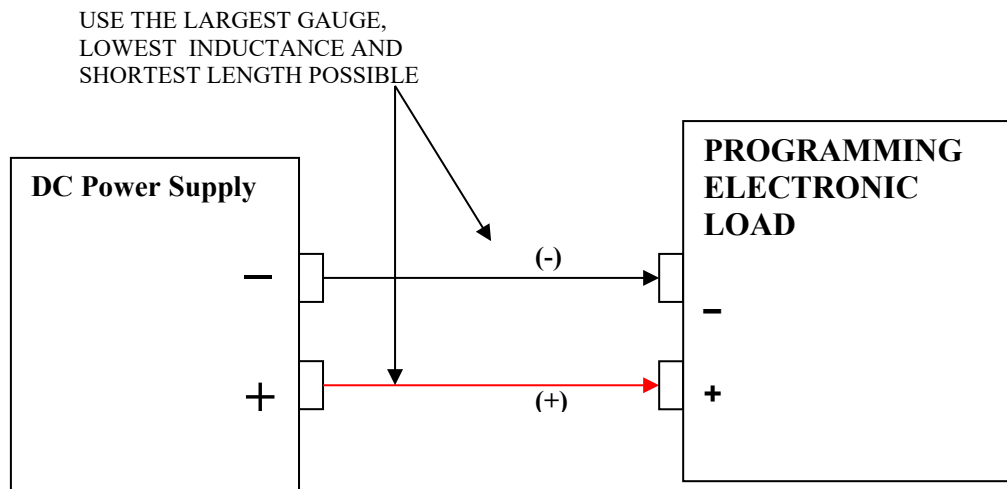 USE THE LARGEST GAUGE,
LOWEST INDUCTANCE AND
SHORTEST LENGTH POSSIBLE
DC Power Supply
PROGRAMMING
ELECTRONIC
LOAD
−
(-)
−
+
(+)
+